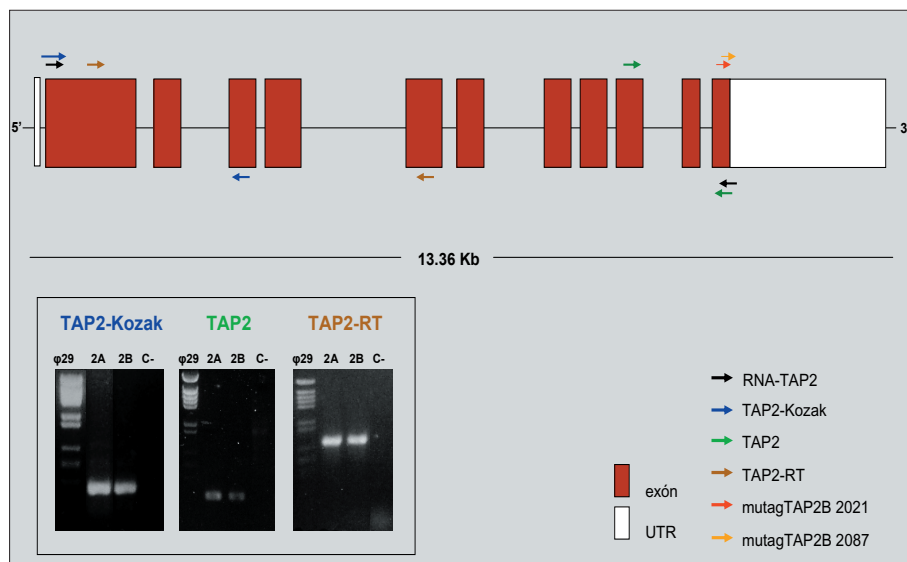 5’
3
13.36 Kb
TAP2-Kozak TAP2 TAP2-RT
φ29 2A 2B C- φ29 2A 2B C- φ29 2A 2B C-
RNA-TAP2
TAP2-Kozak
TAP2
TAP2-RT
mutagTAP2B 2021
mutagTAP2B 2087
exón
UTR